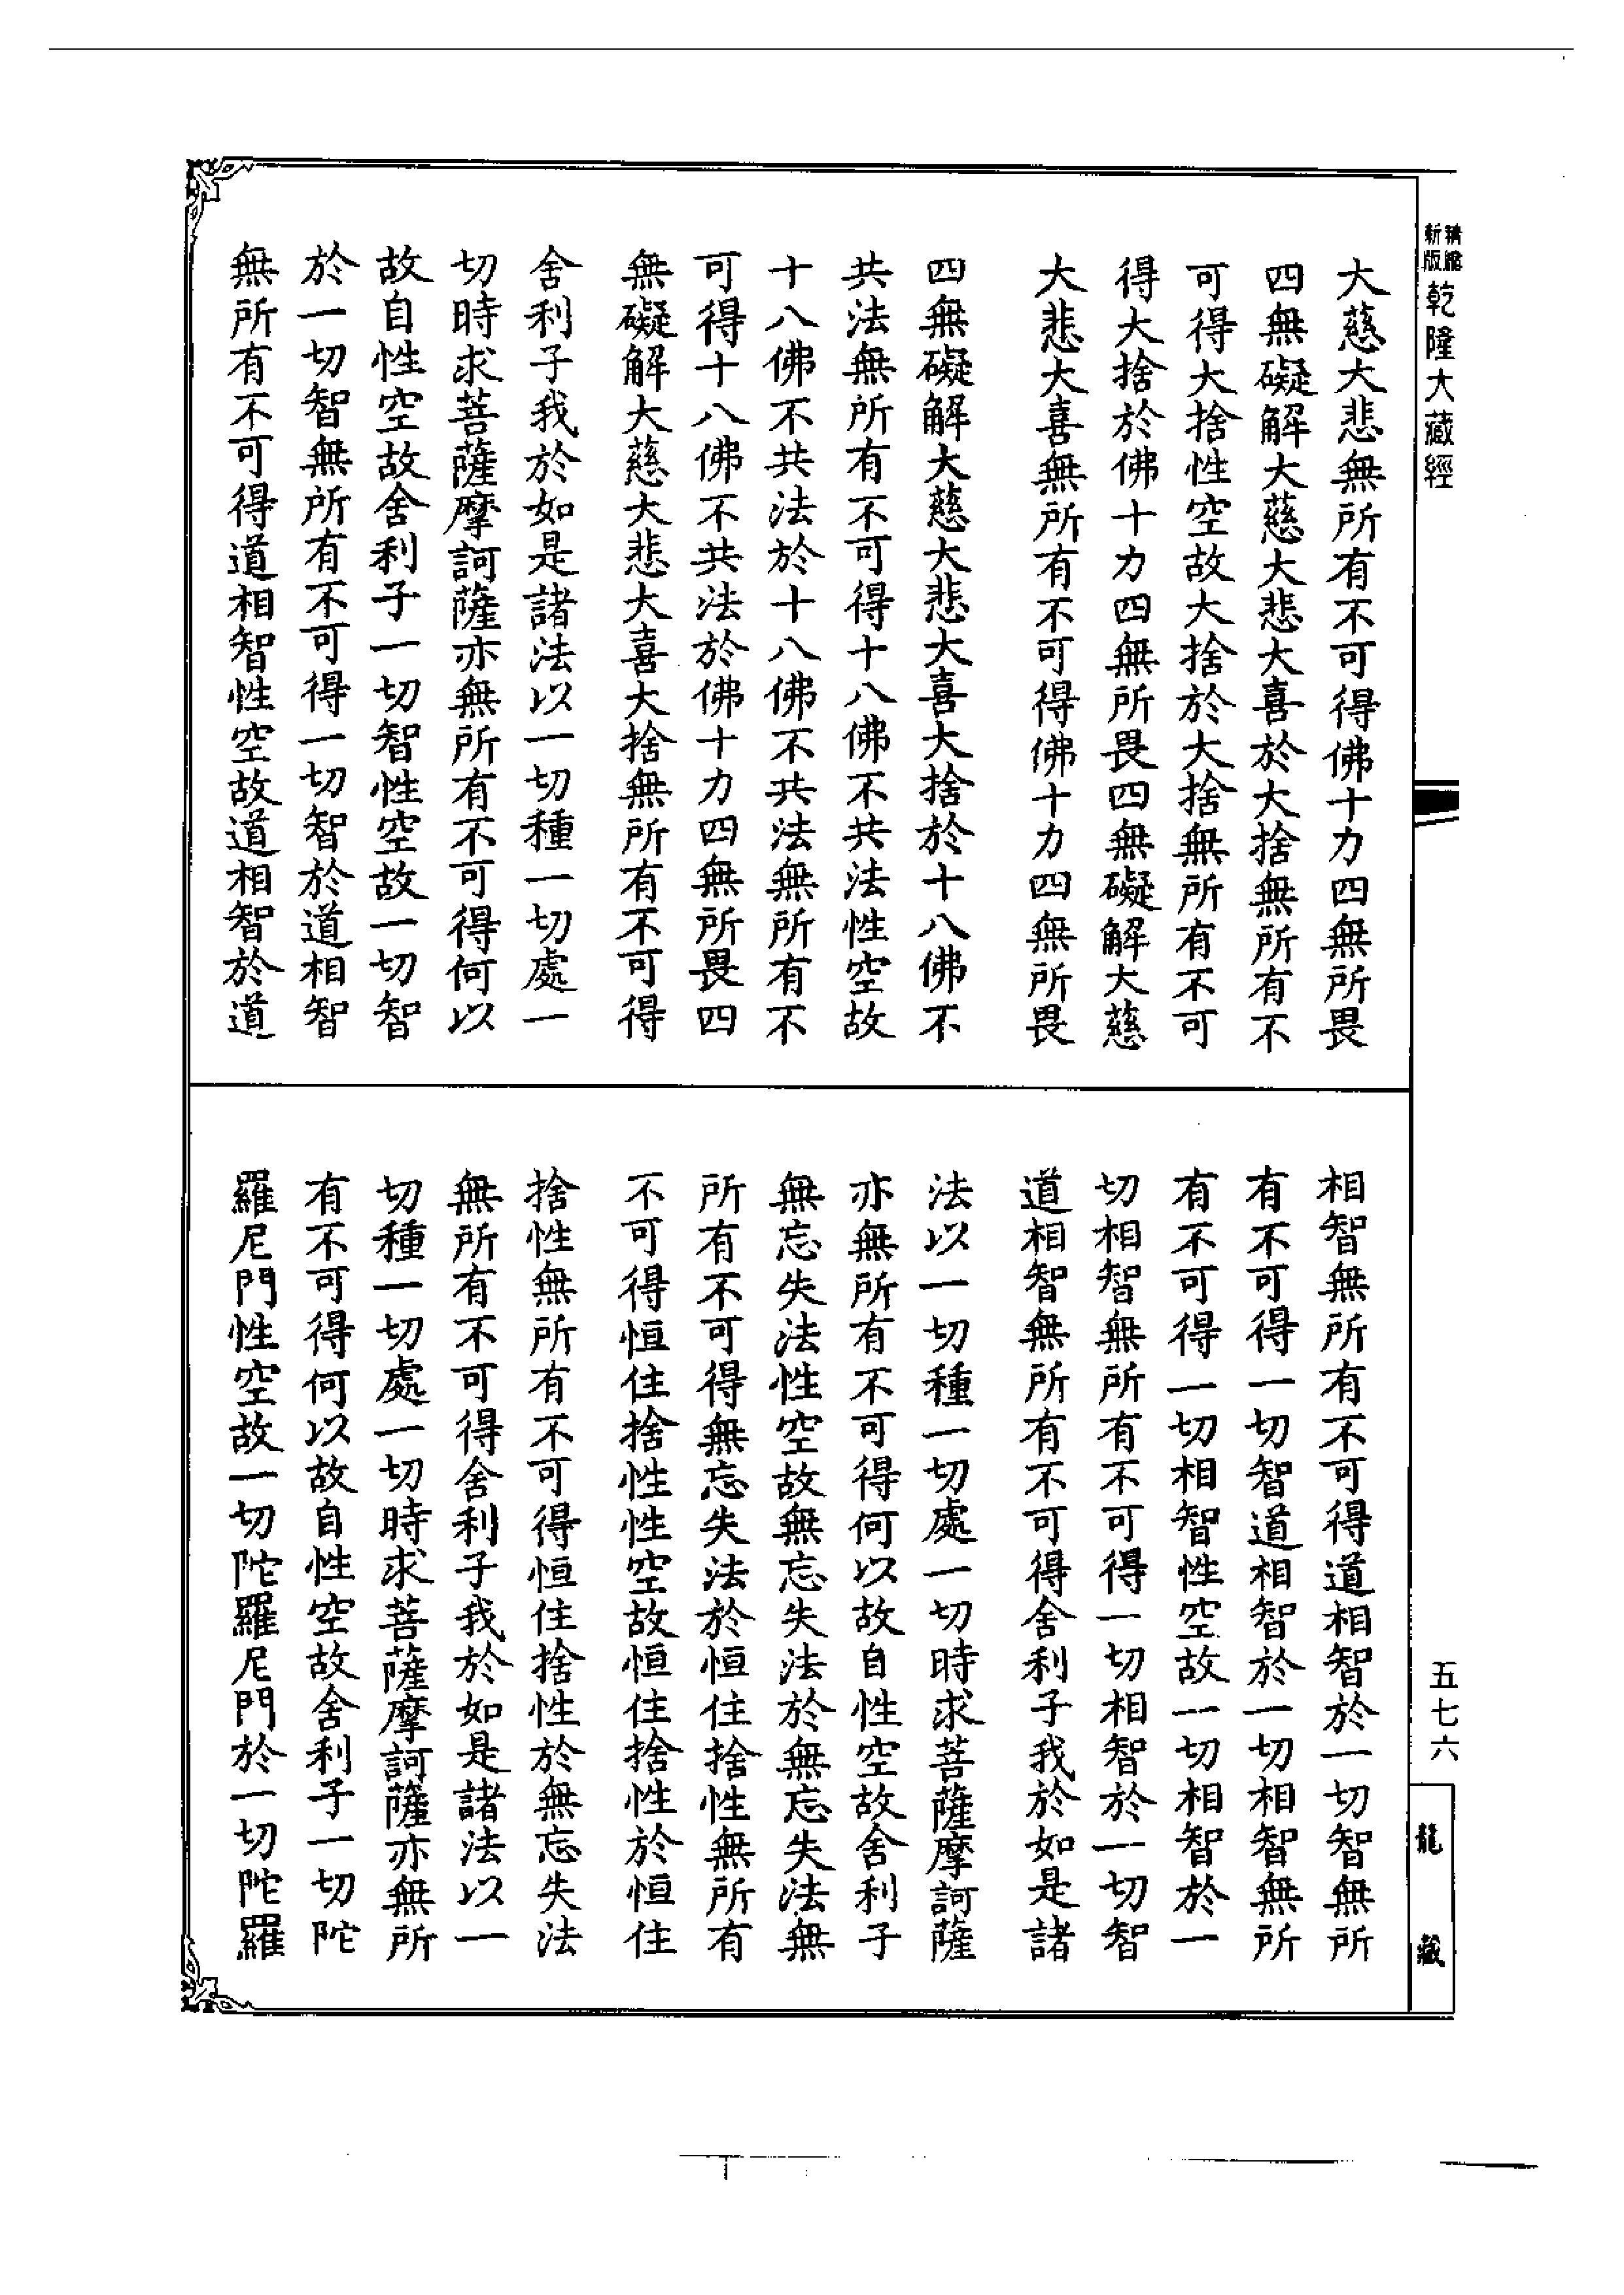 新版
乾隆大藏經
大慈大悲無所有不可得佛十力四無所畏
四無礙解大慈大悲大喜於大捨無所有不
可得大捨性空故大捨於大捨無所有不可
得大捨於佛十力四無所畏四無礙解大慈
大悲大喜無所有不可得佛十力四無所畏
四無礙解大慈大悲大喜大捨於十八佛不
共法無所有不可得十八佛不共法性空故
十八佛不共法於十八佛不共法無所有不
可得十八佛不共法於佛十力四無所畏四
無礙解大慈大悲大喜大捨無所有不可得
舍利子我於如是諸法以一切種一切處一
切時求菩薩摩訶薩亦無所有不可得何以
故自性空故舍利子一切智性空故一切智
於一切智無所有不可得一切智於道相智
無所有不可得道相智性空故道相智於道
相智無所有不可得道相智於一切智無所
有不可得一切智道相智於一切相智無所
有不可得一切相智性空故一切相智於一
切相智無所有不可得一切相智於一切智
道相智無所有不可得舍利子我於如是諸
法以一切種一切處一切時求菩薩摩訶薩
亦無所有不可得何以故自性空故舍利子
無忘失法性空故無忘失法於無忘失法無
所有不可得無忘失法於恒住捨性無所有
不可得恒住捨性性空故恒住捨性於恒住
捨性無所有不可得恒住捨性於無忘失法
無所有不可得舍利子我於如是諸法以一
切種一切處一切時求菩薩摩訶薩亦無所
有不可得何以故自性空故舍利子一切陀
羅尼門性空故一切陀羅尼門於一切陀羅
五七六
龍藏